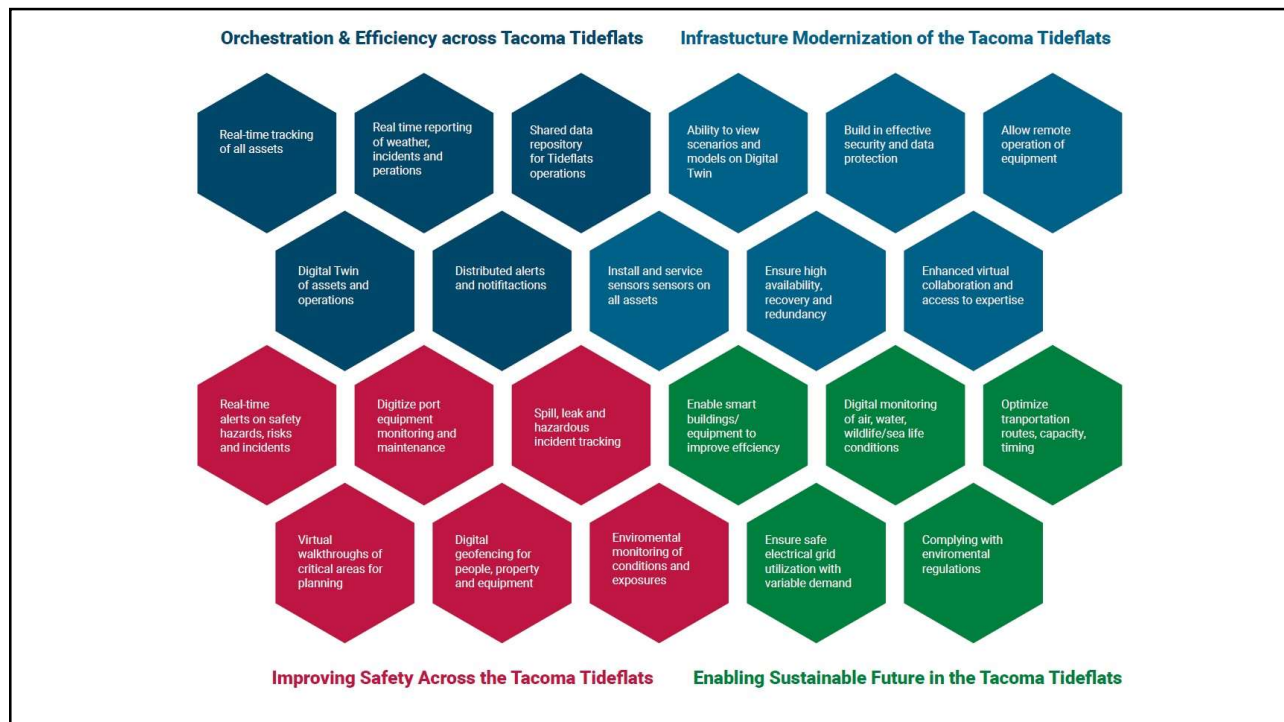 Orchestration & Efficiency across Tacoma Tideflats
Infrastucture Modernization of the Tacoma Tideflats
Real-time tracking
of all assets
Real time reporting
of weather,
incidents and
perations
Shared data
repository
for Tideflats
operations
Ability to view
scenarios and
models on Digital
Twin
Build in effective
security and data
protection
Allow remote
operation of
equipment
Digital Twin
of assets and
operations
Distributed alerts
and notifitactions
Install and service
sensors sensors on
all assets
Ensure high
availability,
recovery and
redundancy
Enhanced virtual
collaboration and
access to expertise
Real-time
alerts on safety
hazards, risks
and incidents
Digitize port
equipment
monitoring and
maintenance
Spill, leak and
hazardous
incident tracking
Enable smart
buildings/
equipment to
improve effciency
Digital monitoring
of air, water,
wildlife/sea life
conditions
Optimize
tranportation
routes, capacity,
timing
Virtual
walkthroughs of
critical areas for
planning
Digital
geofencing for
people, property
and equipment
Enviromental
monitoring of
conditions and
exposures
Ensure safe
electrical grid
utilization with
variable demand
Complying with
enviromental
regulations
Improving Safety Across the Tacoma Tideflats
Enabling Sustainable Future in the Tacoma Tideflats